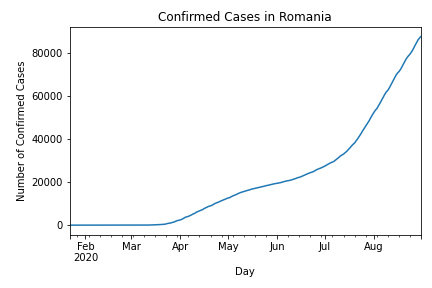 Confirmed Cases in Romania
Number of Confirmed Cases
80000
60000
40000
20000
0
Feb Mar Apr May Jun Jul Aug
2020
Day